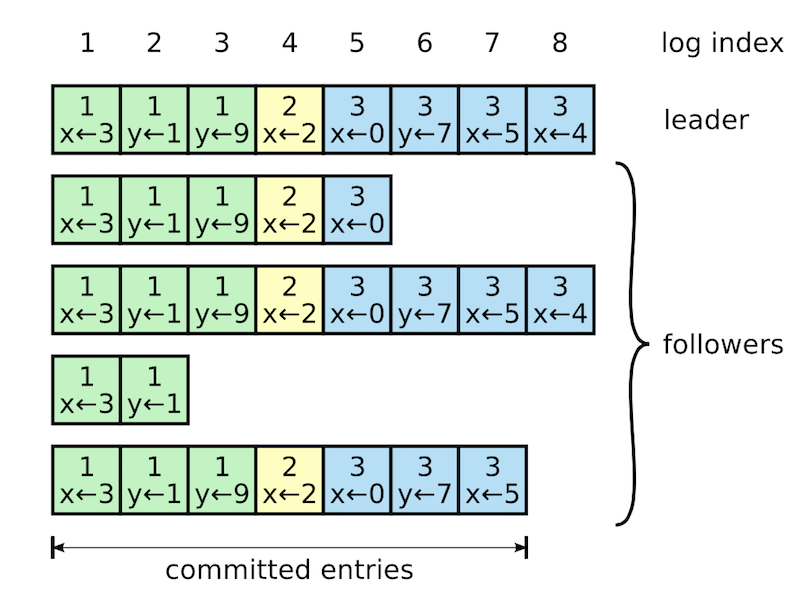 1 2 3 4 5 6 7 8 log index
1 1 1 2 3 3 3 3
x←3 y←1 y←9 x←2 x←0 y←7 x←5 x←4
leader
1 1 1 2 3
x←3 y←1 y←9 x←2 x←0
1 1 1 2 3 3 3 3
x←3 y←1 y←9 x←2 x←0 y←7 x←5 x←4
followers
1 1
x←3 y←1
1 1 1 2 3 3 3
x←3 y←1 y←9 x←2 x←0 y←7 x←5
committed entries